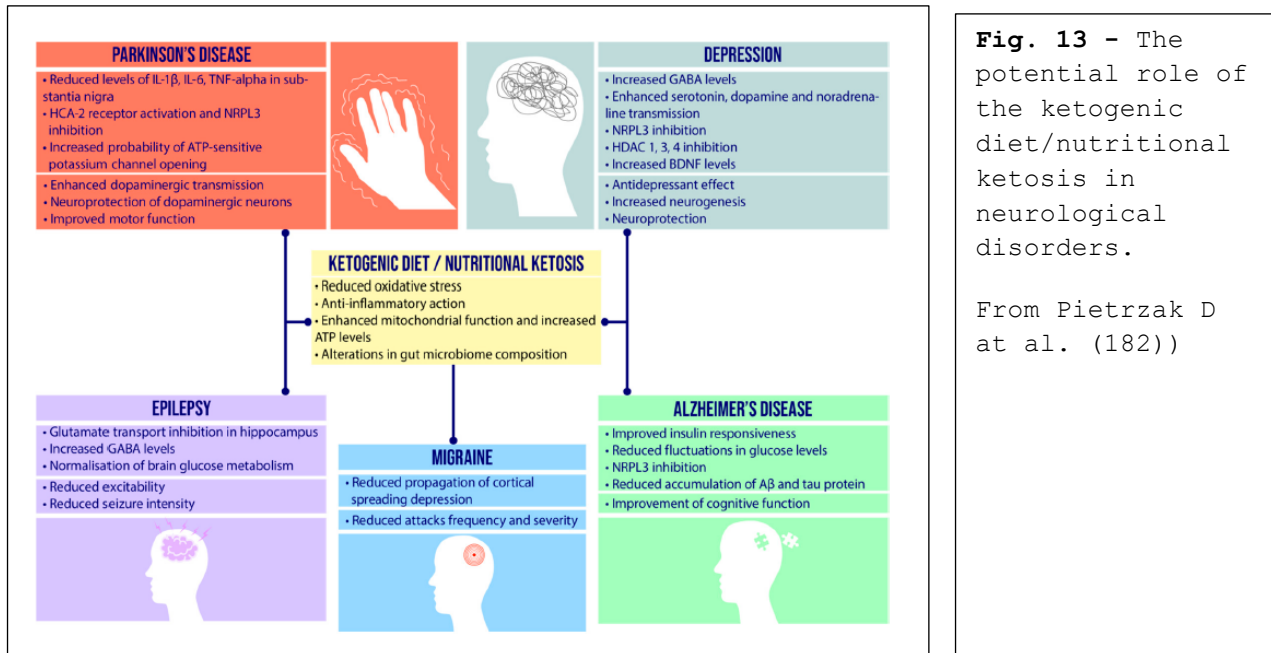 PARKINSON'S DISEASE
• Reduced levels of IL-1β, IL-6, TNF-alpha in sub-
stantia nigra
• HCA-2 receptor activation and NRPL3
inhibition
• Increased probability of ATP-sensitive
potassium channel opening
• Enhanced dopaminergic transmission
• Neuroprotection of dopaminergic neurons
• Improved motor function
DEPRESSION
• Increased GABA levels
• Enhanced serotonin, dopamine and noradrena-
line transmission
• NRPL3 inhibition
• HDAC 1, 3, 4 inhibition
• Increased BDNF levels
• Antidepressant effect
• Increased neurogenesis
• Neuroprotection
KETOGENIC DIET / NUTRITIONAL KETOSIS
• Reduced oxidative stress
• Anti-inflammatory action
• Enhanced mitochondrial function and increased
ATP levels
• Alterations in gut microbiome composition
EPILEPSY
• Glutamate transport inhibition in hippocampus
• Increased GABA levels
• Normalisation of brain glucose metabolism
• Reduced excitability
• Reduced seizure intensity
MIGRAINE
• Reduced propagation of cortical
spreading depression
• Reduced attacks frequency and severity
ALZHEIMER'S DISEASE
• Improved insulin responsiveness
• Reduced fluctuations in glucose levels
• NRPL3 inhibition
• Reduced accumulation of Aβ and tau protein
• Improvement of cognitive function
Fig. 13 - The
potential role of
the ketogenic
diet/nutritional
ketosis in
neurological
disorders.
From Pietrzak D
at al. (182))